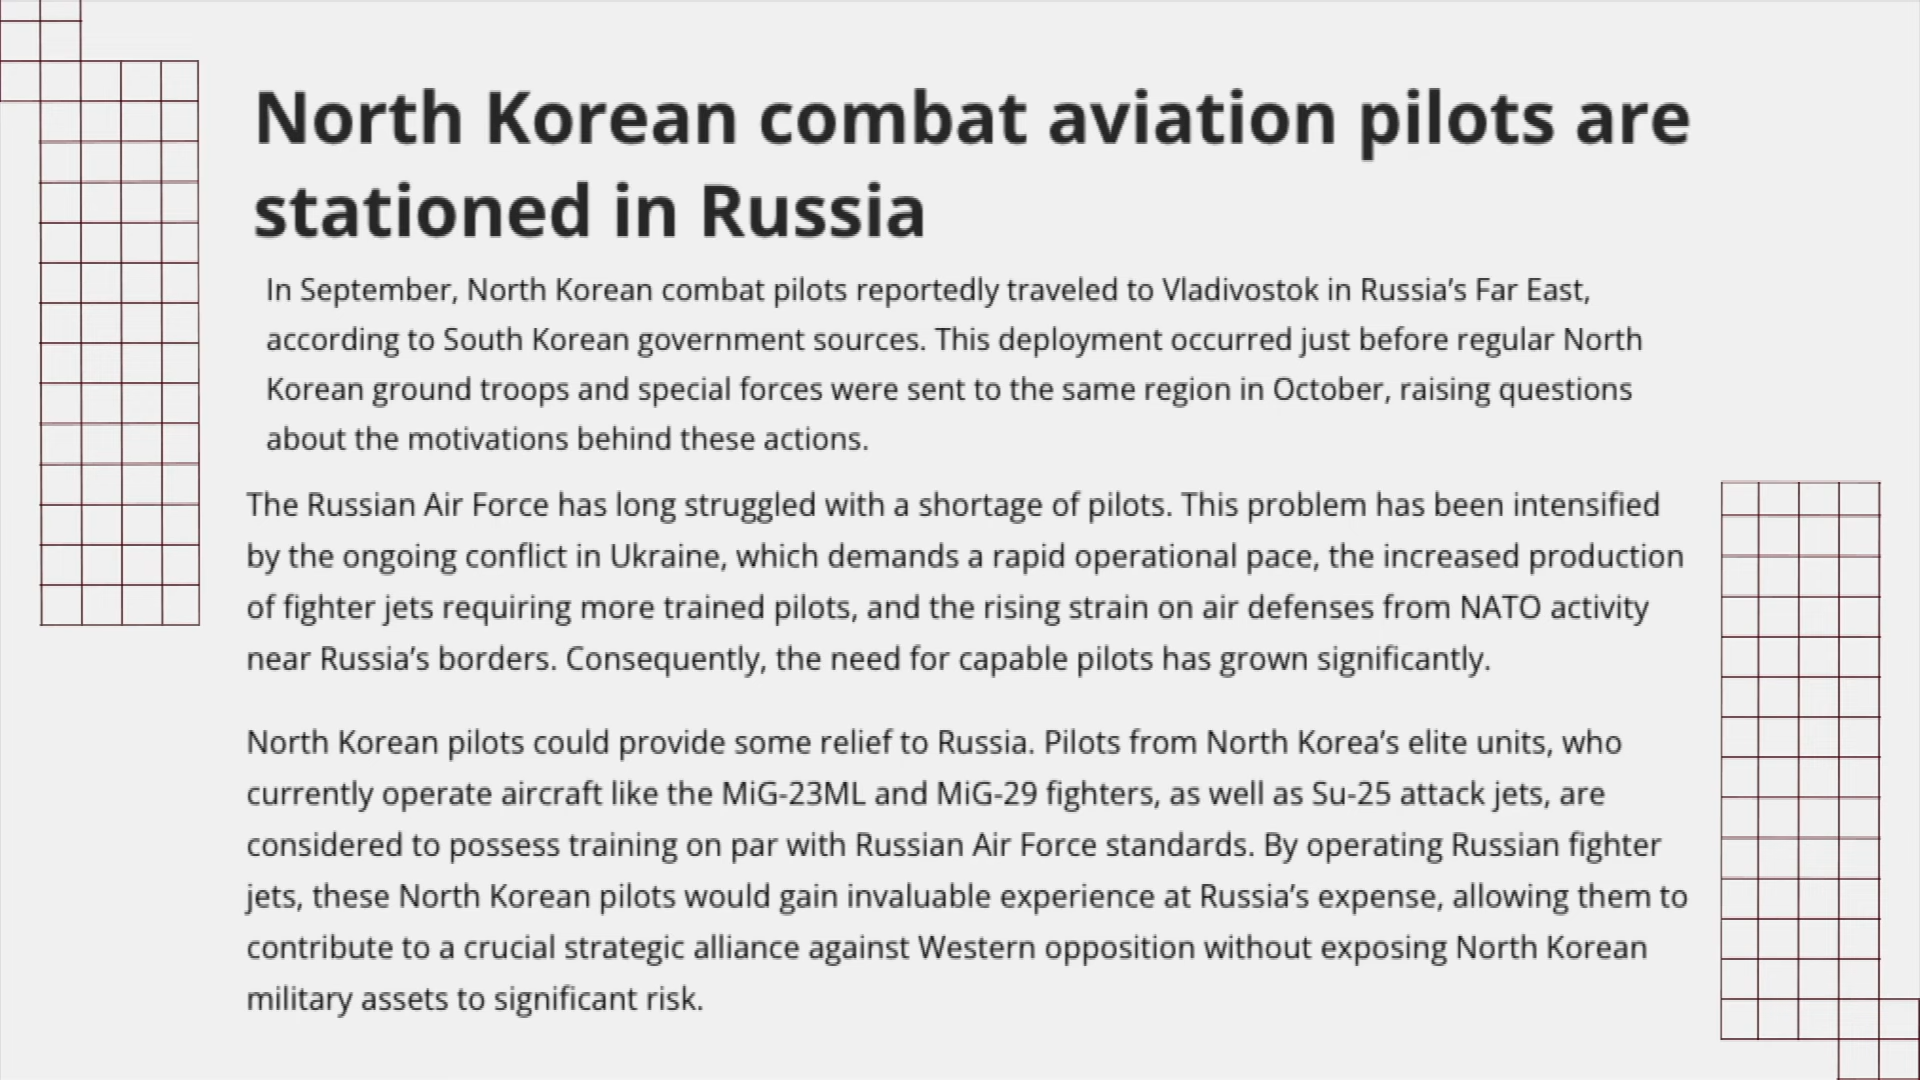 North Korean combat aviation pilots are
stationed in Russia
In September, North Korean combat pilots reportedly traveled to Vladivostok in Russia’s Far East,
according to South Korean government sources. This deployment occurred just before regular North
Korean ground troops and special forces were sent to the same region in October, raising questions
about the motivations behind these actions.
The Russian Air Force has long struggled with a shortage of pilots. This problem has been intensified
by the ongoing conflict in Ukraine, which demands a rapid operational pace, the increased production
of fighter jets requiring more trained pilots, and the rising strain on air defenses from NATO activity
near Russia’s borders. Consequently, the need for capable pilots has grown significantly.
North Korean pilots could provide some relief to Russia. Pilots from North Korea’s elite units, who
currently operate aircraft like the MiG-23ML and MiG-29 fighters, as well as Su-25 attack jets, are
considered to possess training on par with Russian Air Force standards. By operating Russian fighter
jets, these North Korean pilots would gain invaluable experience at Russia’s expense, allowing them to
contribute to a crucial strategic alliance against Western opposition without exposing North Korean
military assets to significant risk.